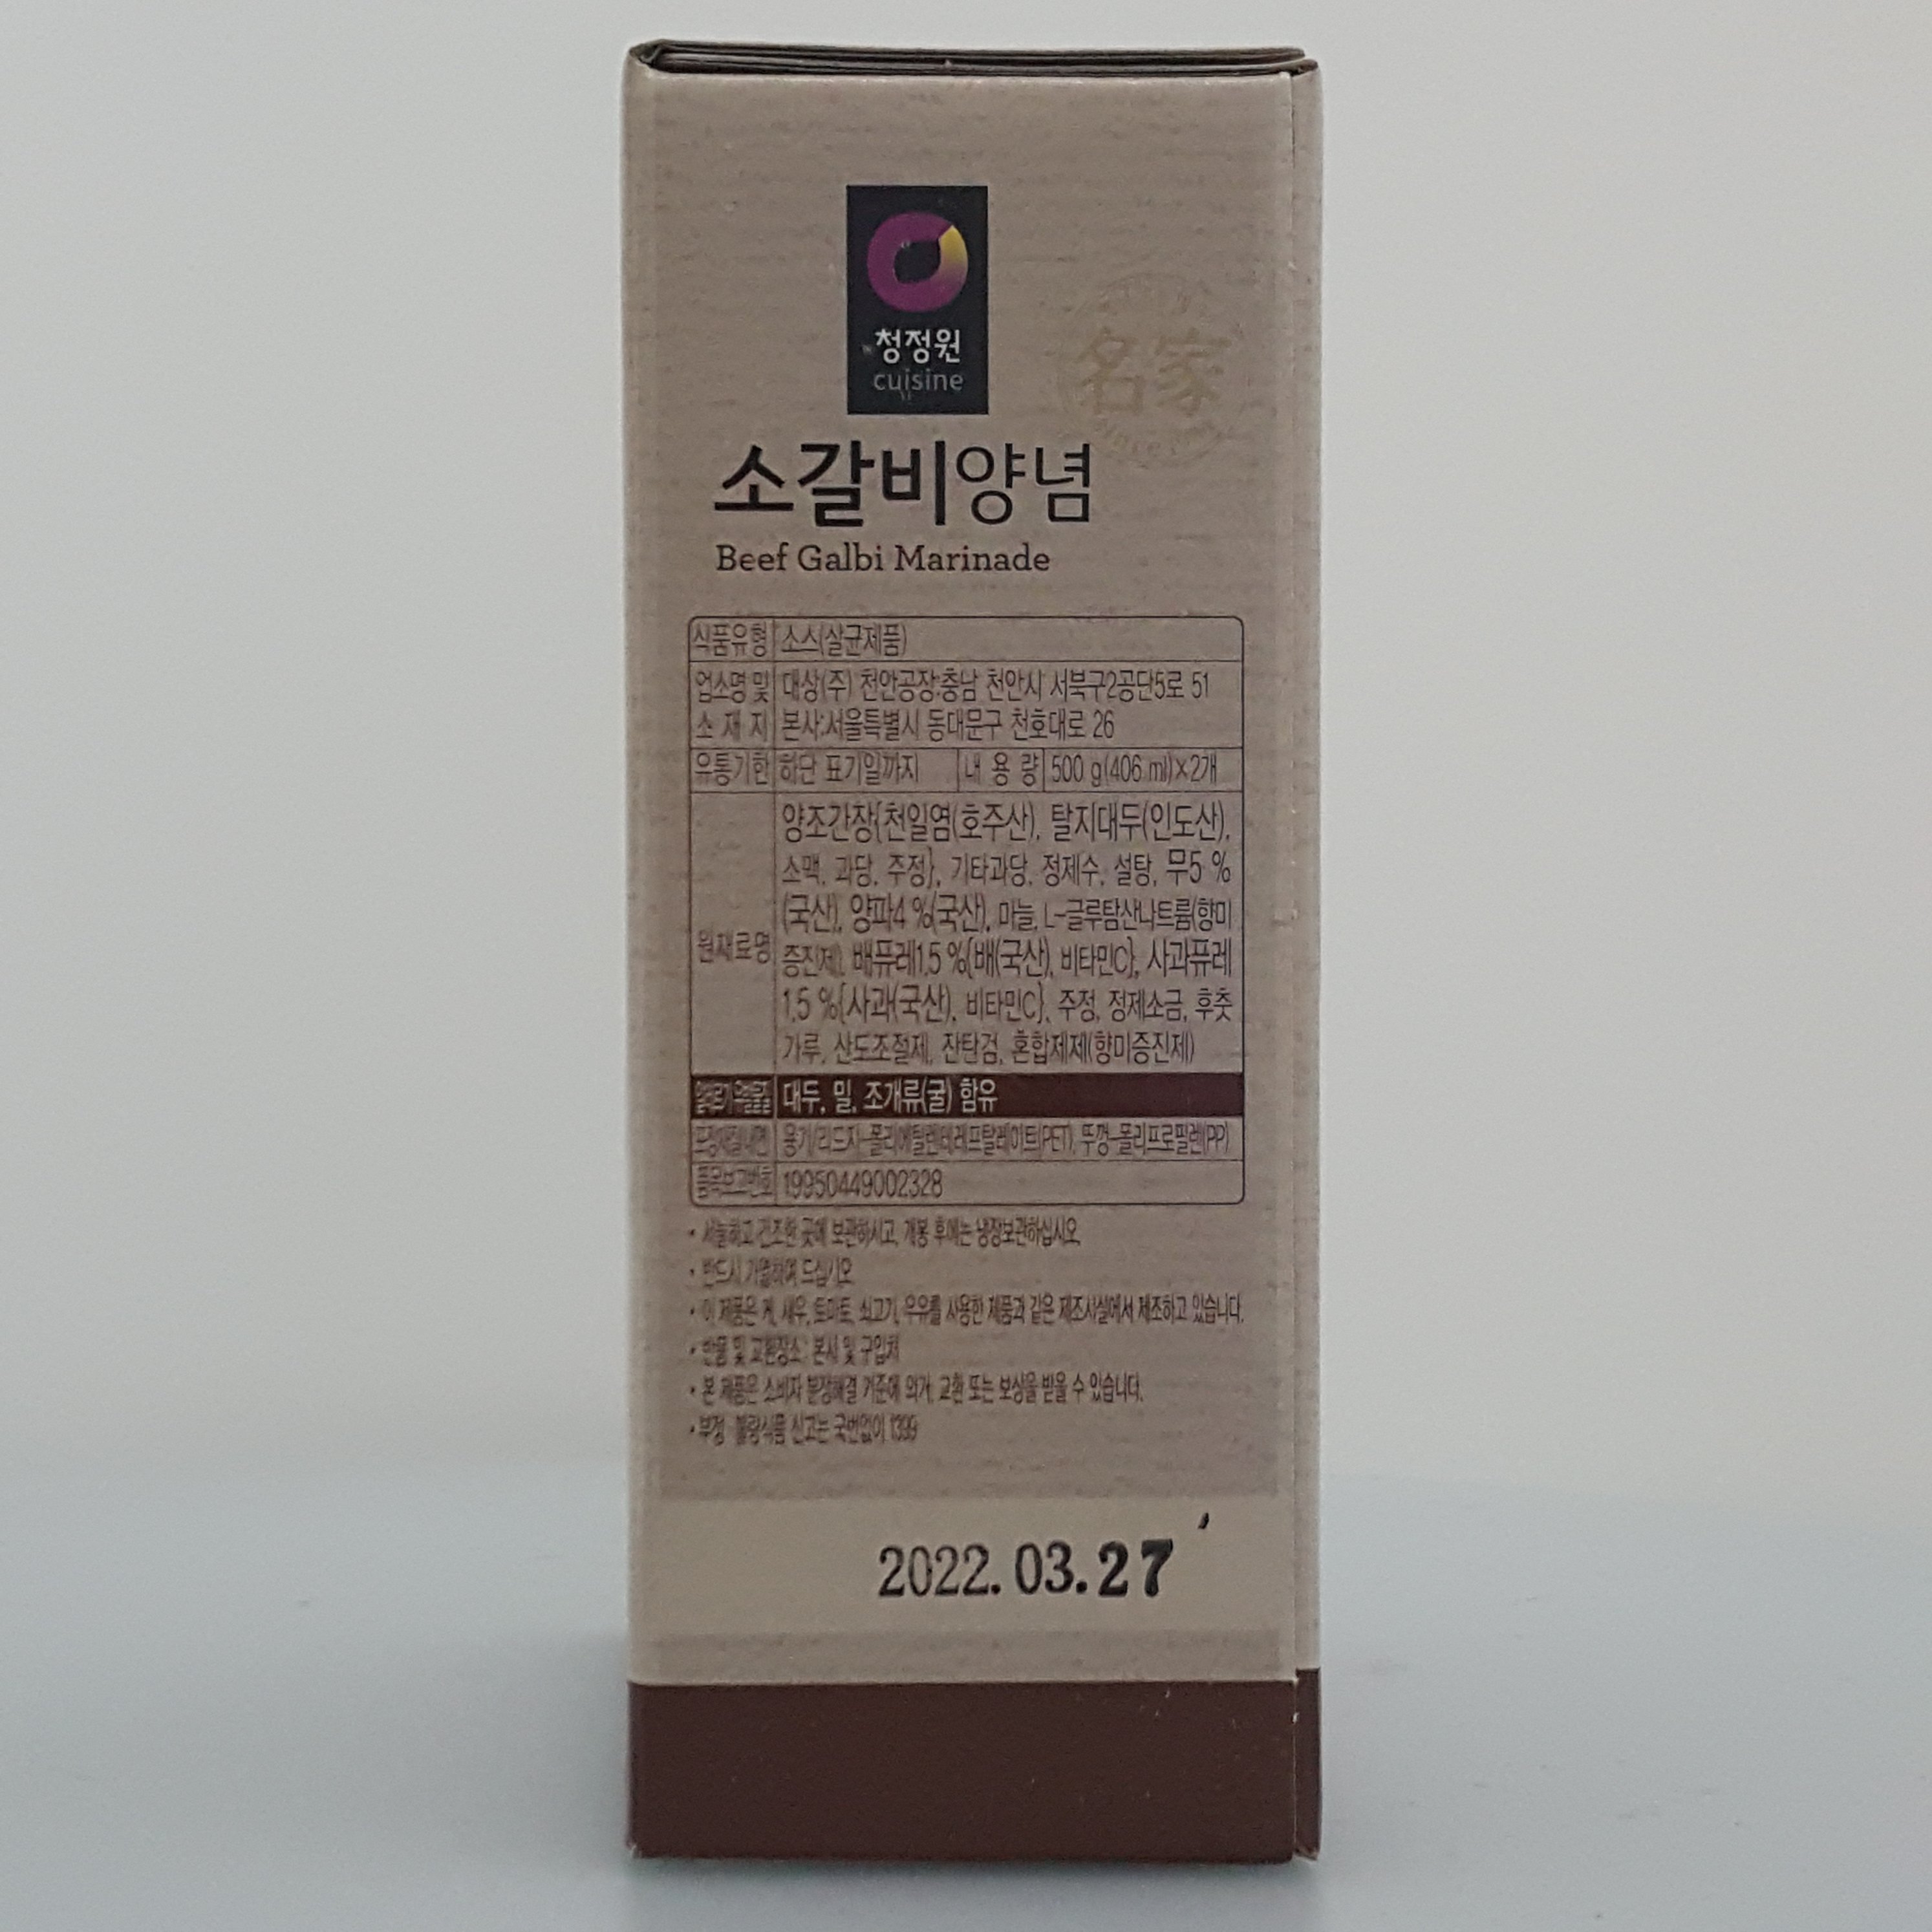 청정원
cuisine
名家
since
소갈비양념
Beef Galbi Marinade
식품유형 소스(살균제품)
업소명 및 대상(주) 천안공장:충남 천안시 서북구2공단5로 51
소 재 지 본사:서울특별시 동대문구 천호대로 26
유통기한 하단 표기일까지 내 용 량 500 g(406 ml)×2개
양조간장{천일염(호주산), 탈지대두(인도산),
소맥, 과당, 주정}, 기타과당, 정제수, 설탕, 무5 %
(국산), 양파4 %(국산), 마늘, L-글루탐산나트륨(향미
원재료명 증진제), 배퓨레1.5 %{배(국산), 비타민C}, 사과퓨레
1.5 %{사과(국산), 비타민C}, 주정, 정제소금, 후춧
가루, 산도조절제, 잔탄검, 혼합제제(향미증진제)
대두, 밀, 조개류(굴) 함유
용기/리드지-폴리에틸렌테레프탈레이트(PET), 뚜껑-폴리프로필렌(PP)
품목보고번호 19950449002328
• 서늘하고 건조한 곳에 보관하시고, 개봉 후에는 냉장보관하십시오.
• 반드시 가열하여 드십시오
• 이 제품은 게, 새우, 토마토, 쇠고기, 우유를 사용한 제품과 같은 제조시설에서 제조하고 있습니다.
• 반품 및 교환장소 : 본사 및 구입처
• 본 제품은 소비자 분쟁해결 기준에 의거, 교환 또는 보상을 받을 수 있습니다.
• 부정·불량식품 신고는 국번없이 1399
2022. 03. 27